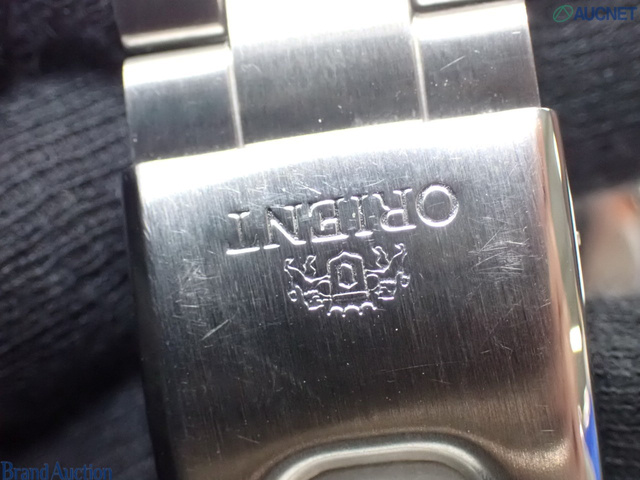 AUCNET
ORIENT
Brand Auction